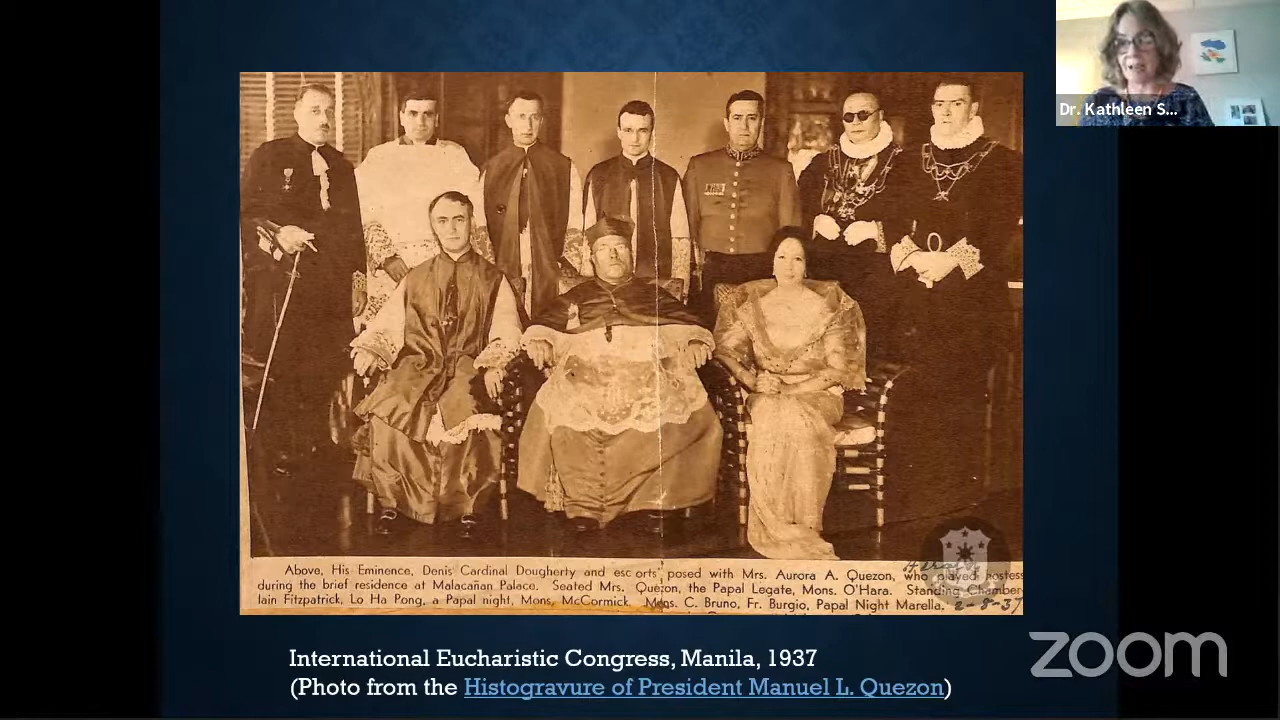 Dr. Kathleen S...
Above, His Eminence, Denis Cardinal Dougherty and escorts posed with Mrs. Aurora A. Quezon, who played hostess
during the brief residence at Malacañan Palace. Seated Mrs. Quezon, the Papal Legate, Mons. O'Hara. Standing Chamber-
lain Fitzpatrick, Lo Ha Pong, a Papal night, Mons. McCormick. Mons. C. Bruno, Fr. Burgio, Papal Night Marella. 2-8-37
International Eucharistic Congress, Manila, 1937
(Photo from the Histogravure of President Manuel L. Quezon)
zoom